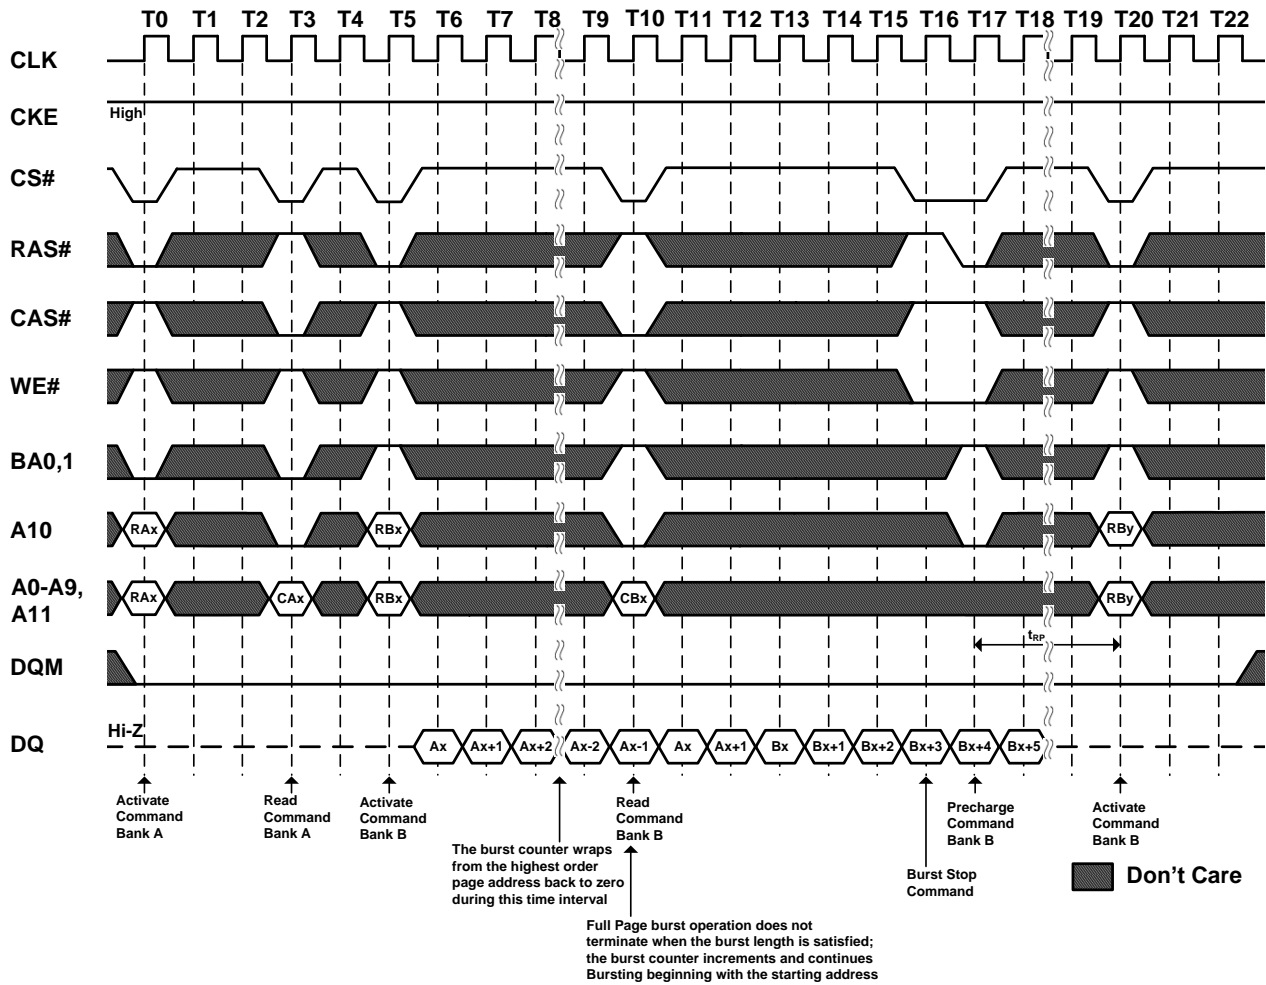 T0 T1 T2 T3 T4 T5 T6 T7 T8 T9 T10 T11 T12 T13 T14 T15 T16 T17 T18 T19 T20 T21 T22
CLK
CKE
High
CS#
RAS#
CAS#
WE#
BA0,1
A10
RAx RBx RBy
A0-A9,
A11
RAx CAx RBx CBx RBy
tRP
DQM
Hi-Z
DQ
Ax Ax+1 Ax+2 Ax-2 Ax-1 Ax Ax+1 Bx Bx+1 Bx+2 Bx+3 Bx+4 Bx+5
Activate
Command
Bank A
Read
Command
Bank A
Activate
Command
Bank B
Read
Command
Bank B
Precharge
Command
Bank B
Activate
Command
Bank B
The burst counter wraps
from the highest order
page address back to zero
during this time interval
Burst Stop
Command
Don't Care
Full Page burst operation does not
terminate when the burst length is satisfied;
the burst counter increments and continues
Bursting beginning with the starting address